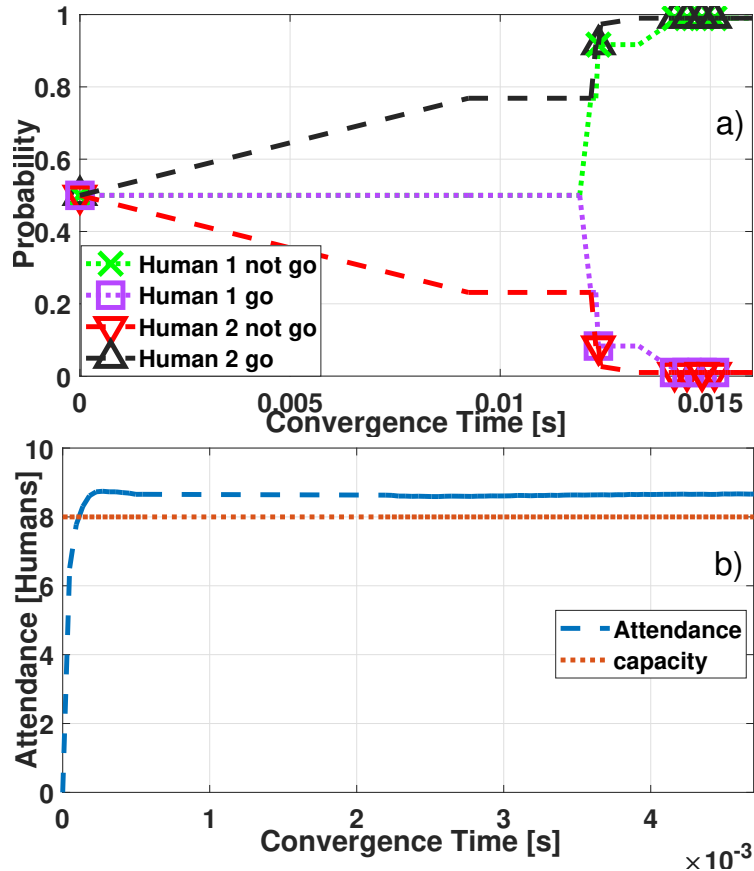 1
0.8
0.6
0.4
0.2
0
Probability
a)
Human 1 not go
Human 1 go
Human 2 not go
Human 2 go
0
0.005
0.01
0.015
Convergence Time [s]
10
8
6
4
2
0
Attendance [Humans]
b)
Attendance
capacity
0
1
2
3
4
Convergence Time [s]
×10⁻³